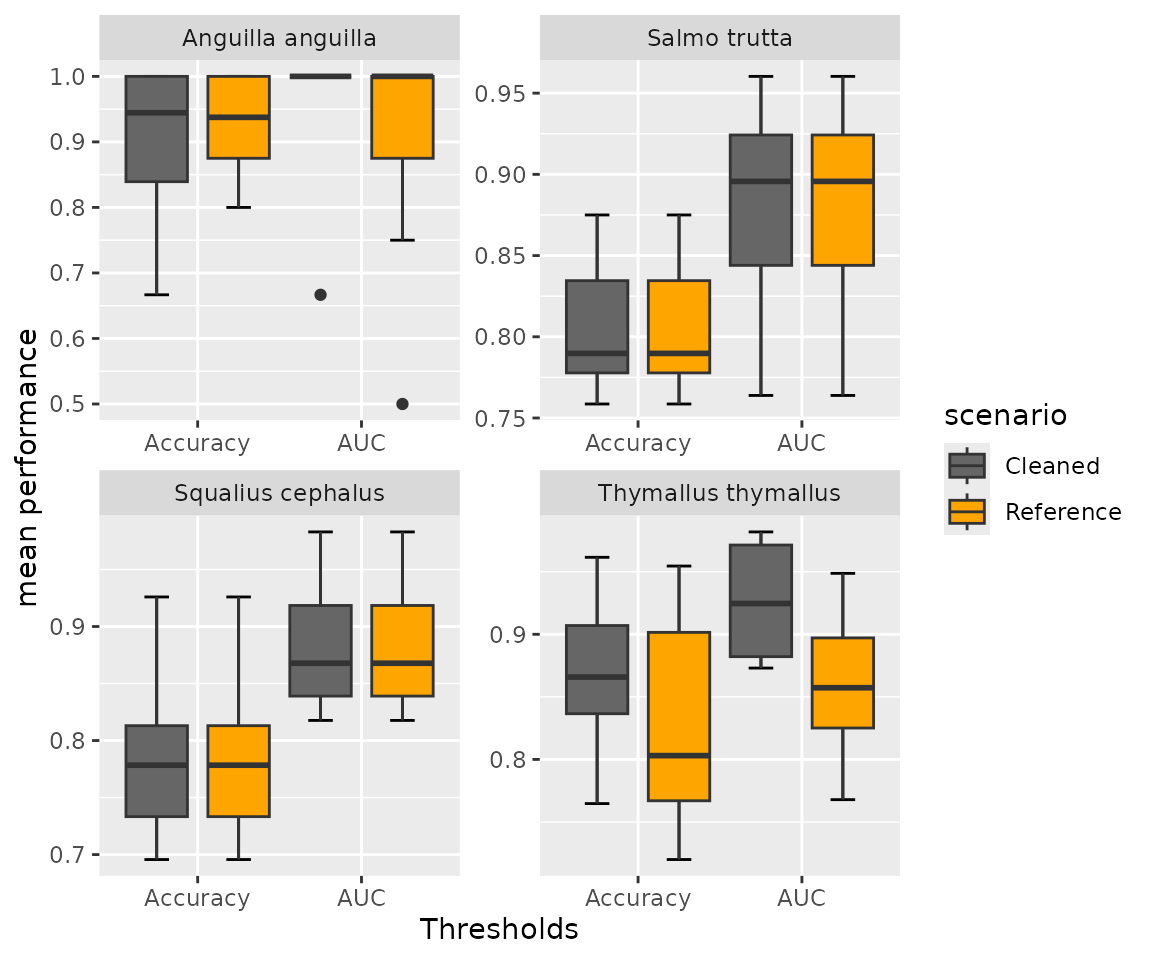 Anguilla anguilla
Salmo trutta
1.0
0.9
0.8
0.7
0.6
0.5
0.95
0.90
0.85
0.80
0.75
Accuracy AUC
Accuracy AUC
Squalius cephalus
Thymallus thymallus
0.9
0.8
0.7
0.9
0.8
Accuracy AUC
Accuracy AUC
mean performance
Thresholds
scenario
Cleaned
Reference